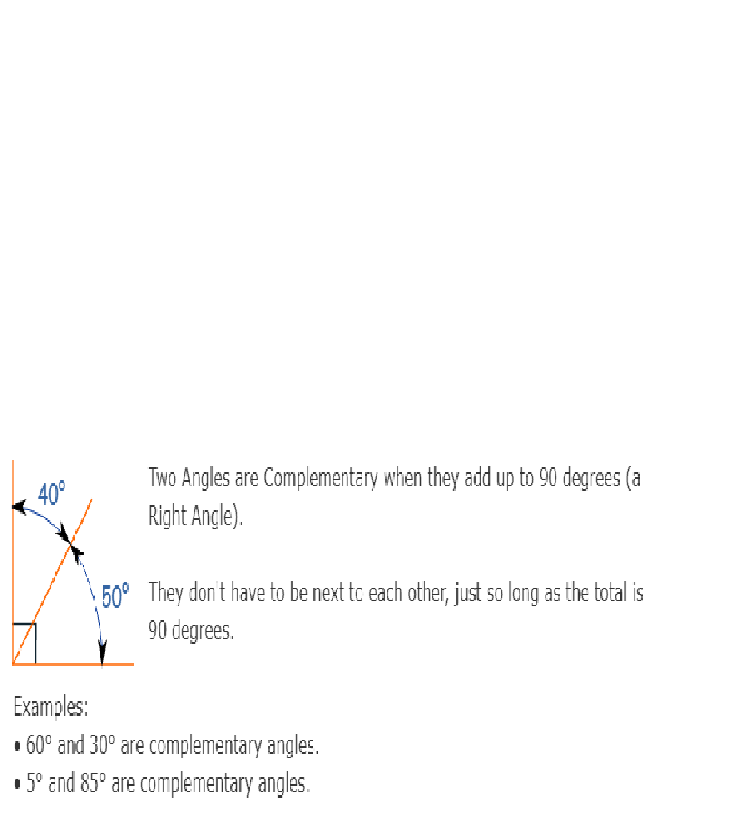 40°
Two Angles are Complementary when they add up to 90 degrees (a
Right Angle).
50°
They don't have to be next to each other, just so long as the total is
90 degrees.
Examples:
• 60° and 30° are complementary angles.
• 5° and 85° are complementary angles.